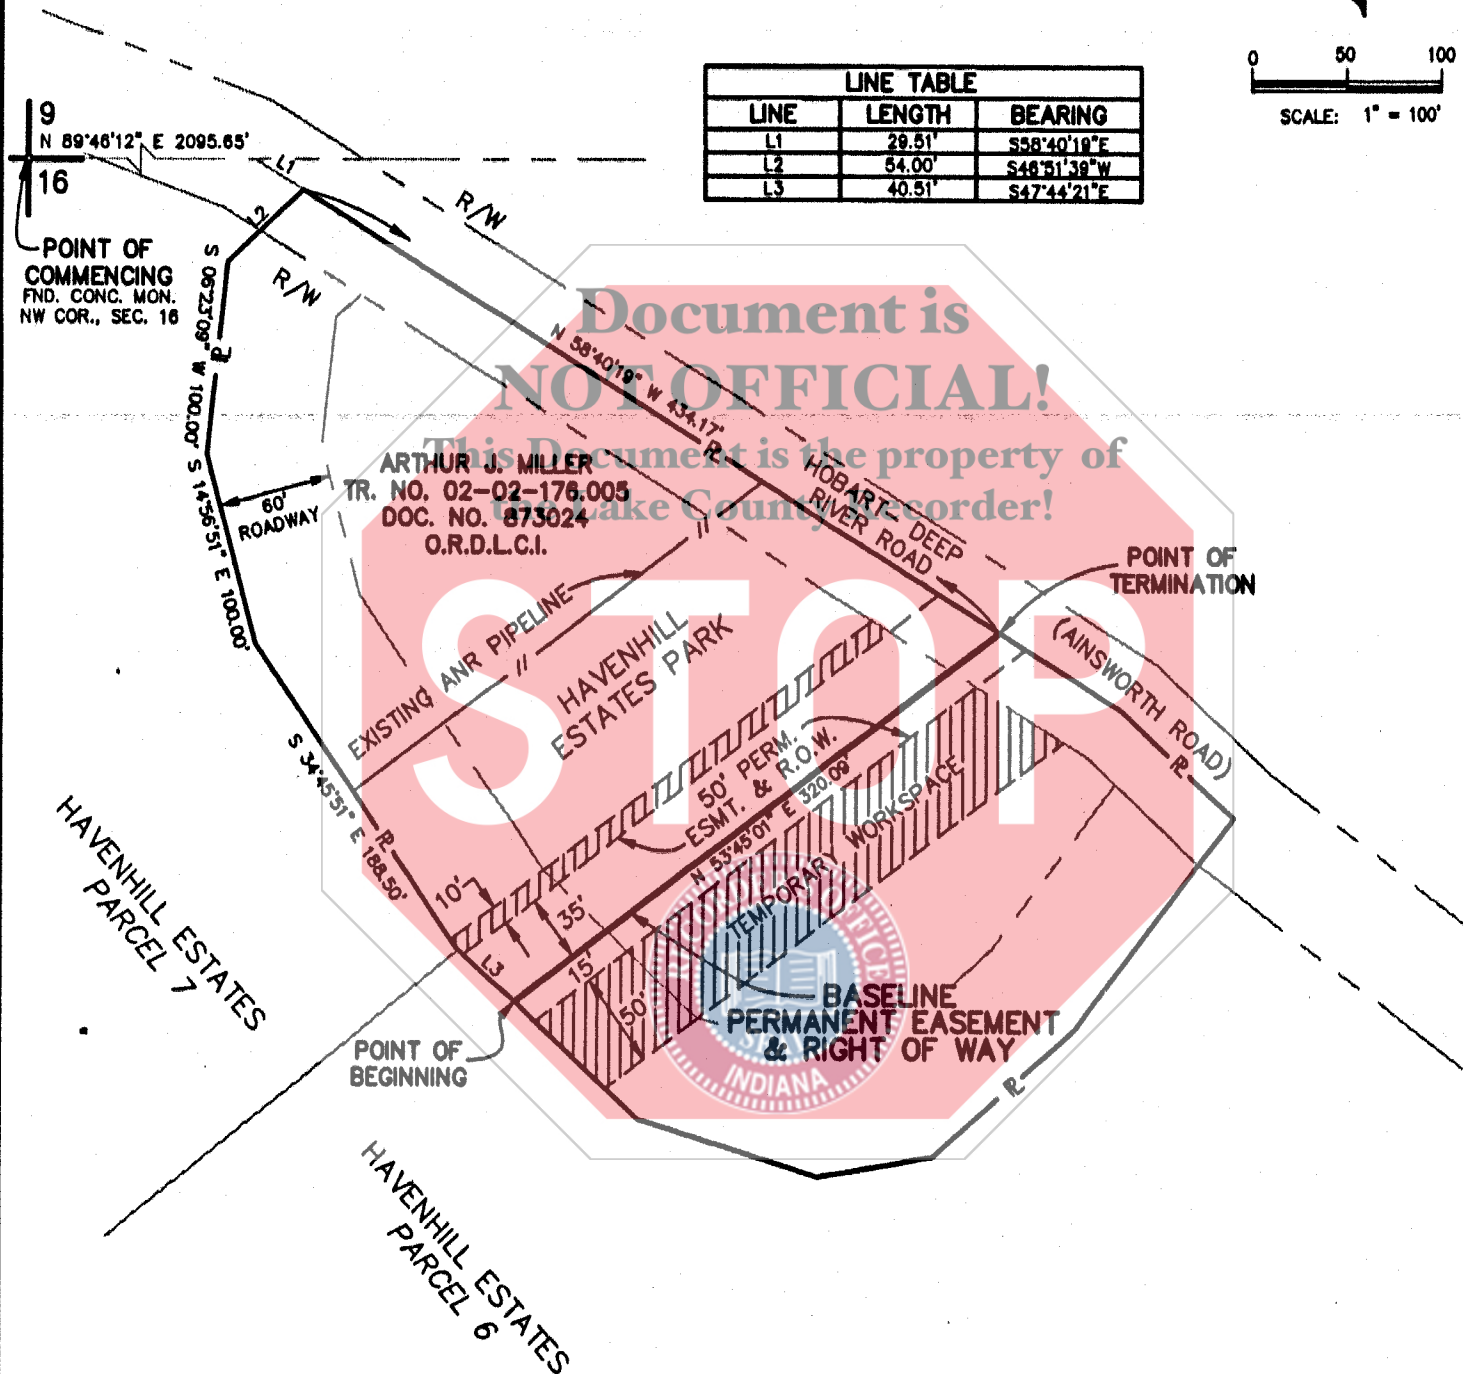 0 50 100
SCALE: 1" = 100'
LINE TABLE
LINE LENGTH BEARING
L1 29.51' S58°40'19"E
L2 54.00' S46°51'39"W
L3 40.51' S47°44'21"E
9
N 89°46'12" E 2095.65'
16
L1
L2
R/W
R/W
POINT OF
COMMENCING
FND. CONC. MON.
NW COR., SEC. 16
S 06°23'09" W 100.00'
P
S 14°56'51" E 100.00'
60'
ROADWAY
Document is
NOT OFFICIAL!
This Document is the property of
the Lake County Recorder!
STOP
N 58°40'19" W 434.17'
P
ARTHUR J. MILLER
TR. NO. 02-02-176.005
DOC. NO. 873024
O.R.D.L.C.I.
HOBART - DEEP
RIVER ROAD
POINT OF
TERMINATION
(AINSWORTH ROAD)
P
EXISTING ANR PIPELINE
HAVENHILL
ESTATES PARK
50' PERM.
ESMT. & R.O.W.
N 53°45'01" E 320.09'
TEMPORARY WORKSPACE
S 34°45'51" E 188.50'
P
10'
35'
15'
50'
L3
HAVENHILL ESTATES
PARCEL 7
BASELINE
PERMANENT EASEMENT
& RIGHT OF WAY
RECORDER'S OFFICE
SEAL
INDIANA
POINT OF
BEGINNING
P
HAVENHILL ESTATES
PARCEL 6